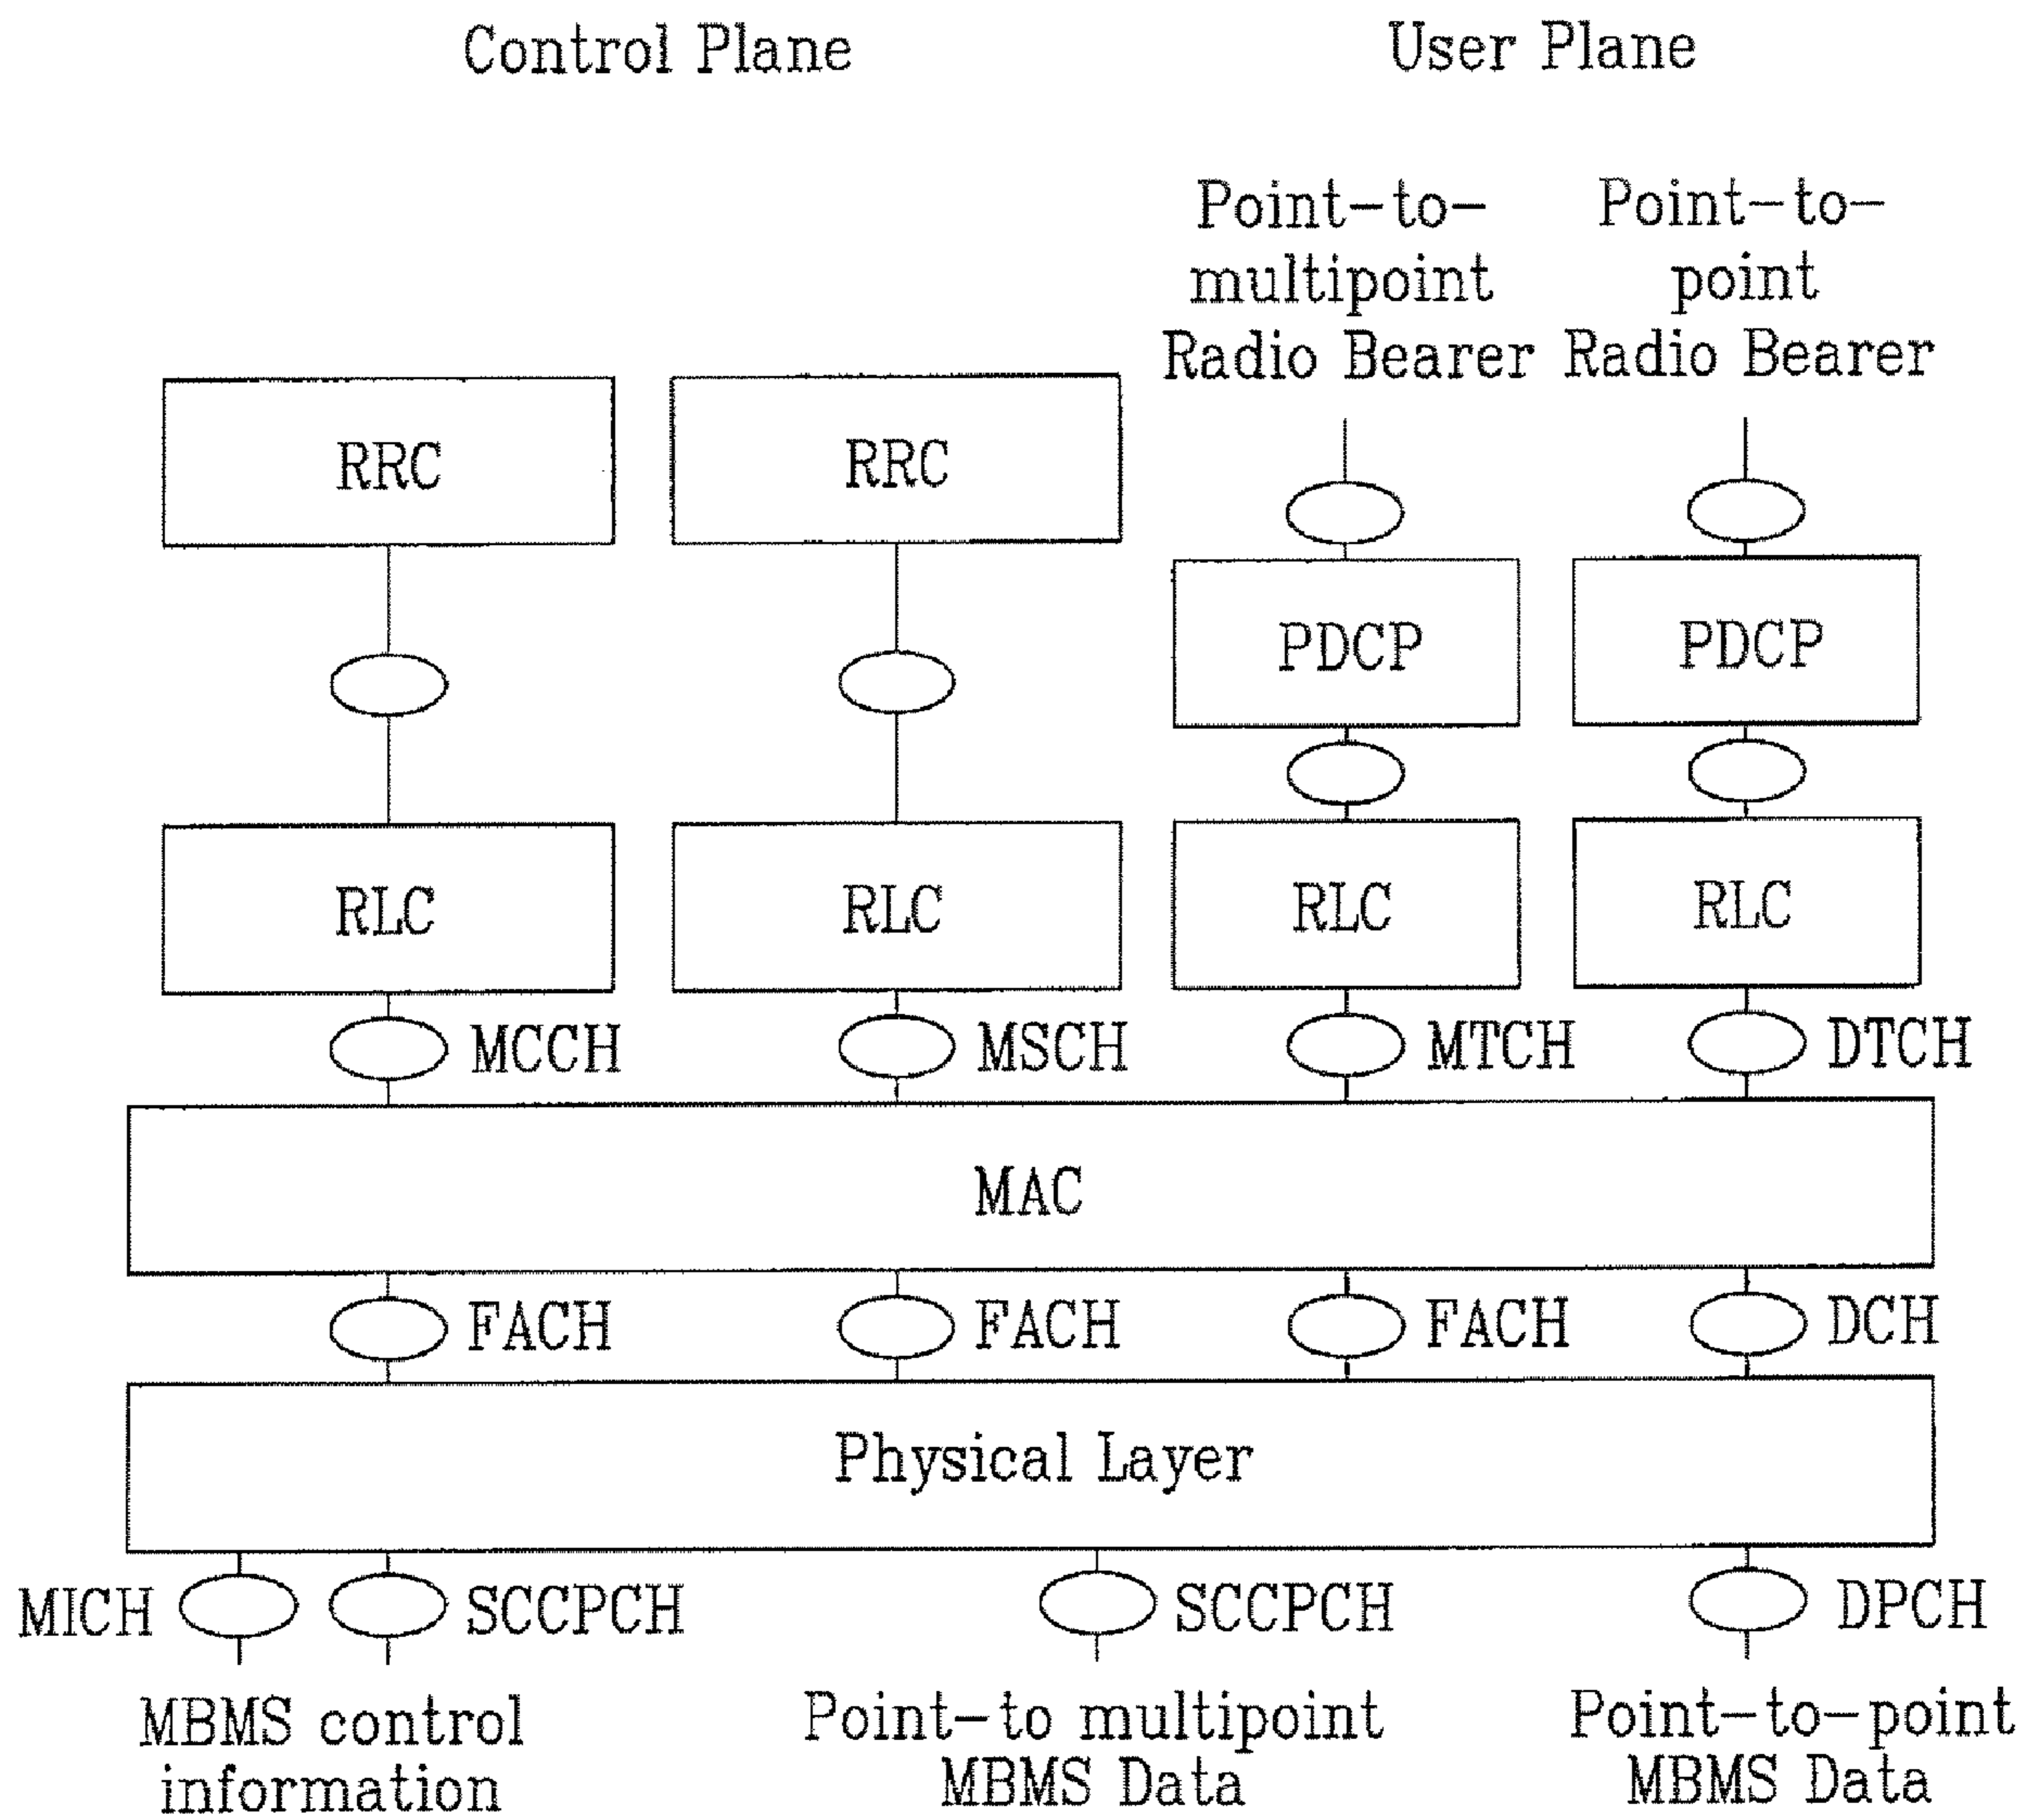 Control Plane
User Plane
Point-to-
multipoint
Radio Bearer
Point-to-
point
Radio Bearer
RRC
RRC
PDCP
PDCP
RLC
RLC
RLC
RLC
MCCH
MSCH
MTCH
DTCH
MAC
FACH
FACH
FACH
DCH
Physical Layer
MICH
SCCPCH
SCCPCH
DPCH
MBMS control
information
Point-to multipoint
MBMS Data
Point-to-point
MBMS Data